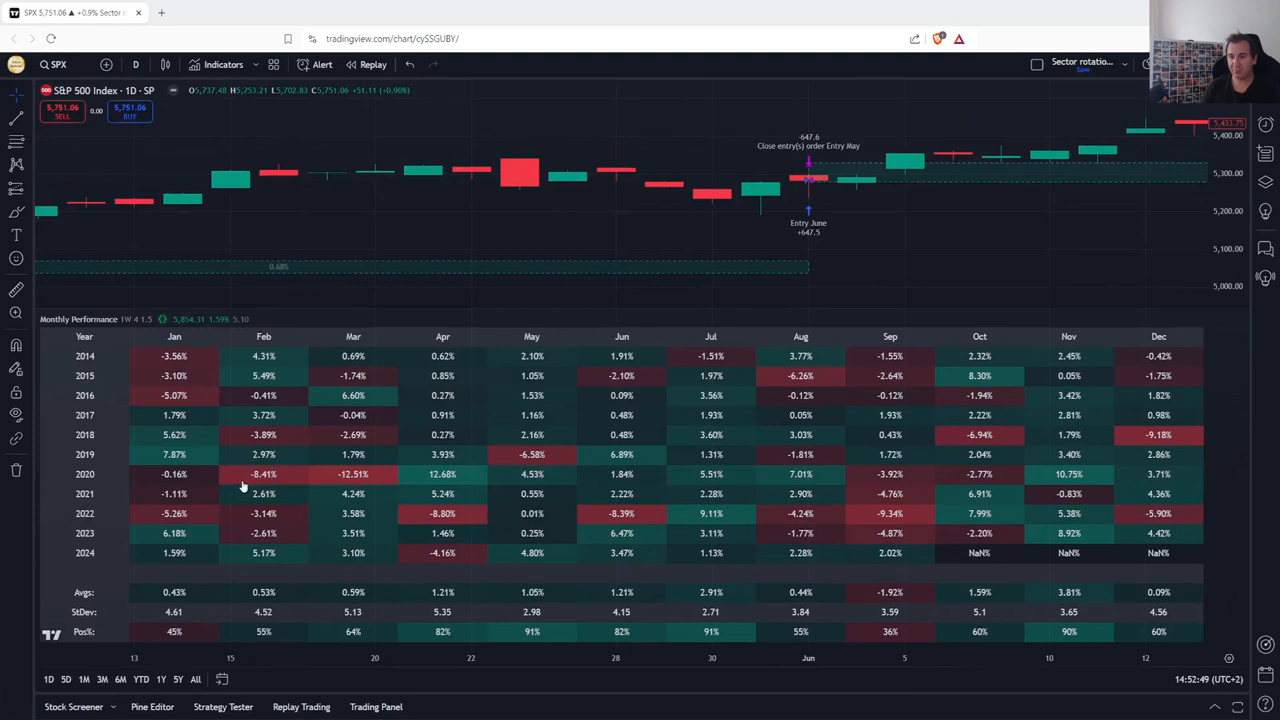 SPX 5,751.06 ▲ +0.9% Sector r
tradingview.com/chart/cySSGUBY/
SPX
D
Indicators
Alert
Replay
Sector rotatio...
Save
S&P 500 Index · 1D · SP
O5,737.48 H5,753.21 L5,702.83 C5,751.06 +51.11 (+0.90%)
5,751.06
SELL
0.00
5,751.06
BUY
-647.6
Close entry(s) order Entry May
Entry June
+647.5
0.68%
5,433.75
5,400.00
5,300.00
5,200.00
5,100.00
5,000.00
Monthly Performance 1W 4 1.5 5,854.31 1.59% 5.10
Year Jan Feb Mar Apr May Jun Jul Aug Sep Oct Nov Dec
2014 -3.56% 4.31% 0.69% 0.62% 2.10% 1.91% -1.51% 3.77% -1.55% 2.32% 2.45% -0.42%
2015 -3.10% 5.49% -1.74% 0.85% 1.05% -2.10% 1.97% -6.26% -2.64% 8.30% 0.05% -1.75%
2016 -5.07% -0.41% 6.60% 0.27% 1.53% 0.09% 3.56% -0.12% -0.12% -1.94% 3.42% 1.82%
2017 1.79% 3.72% -0.04% 0.91% 1.16% 0.48% 1.93% 0.05% 1.93% 2.22% 2.81% 0.98%
2018 5.62% -3.89% -2.69% 0.27% 2.16% 0.48% 3.60% 3.03% 0.43% -6.94% 1.79% -9.18%
2019 7.87% 2.97% 1.79% 3.93% -6.58% 6.89% 1.31% -1.81% 1.72% 2.04% 3.40% 2.86%
2020 -0.16% -8.41% -12.51% 12.68% 4.53% 1.84% 5.51% 7.01% -3.92% -2.77% 10.75% 3.71%
2021 -1.11% 2.61% 4.24% 5.24% 0.55% 2.22% 2.28% 2.90% -4.76% 6.91% -0.83% 4.36%
2022 -5.26% -3.14% 3.58% -8.80% 0.01% -8.39% 9.11% -4.24% -9.34% 7.99% 5.38% -5.90%
2023 6.18% -2.61% 3.51% 1.46% 0.25% 6.47% 3.11% -1.77% -4.87% -2.20% 8.92% 4.42%
2024 1.59% 5.17% 3.10% -4.16% 4.80% 3.47% 1.13% 2.28% 2.02% NaN% NaN% NaN%
Avgs: 0.43% 0.53% 0.59% 1.21% 1.05% 1.21% 2.91% 0.44% -1.92% 1.59% 3.81% 0.09%
StDev: 4.61 4.52 5.13 5.35 2.98 4.15 2.71 3.84 3.59 5.1 3.65 4.56
Pos%: 45% 55% 64% 82% 91% 82% 91% 55% 36% 60% 90% 60%
13 15 20 22 28 30 Jun 5 10 12
1D 5D 1M 3M 6M YTD 1Y 5Y All
14:52:49 (UTC+2)
Stock Screener Pine Editor Strategy Tester Replay Trading Trading Panel